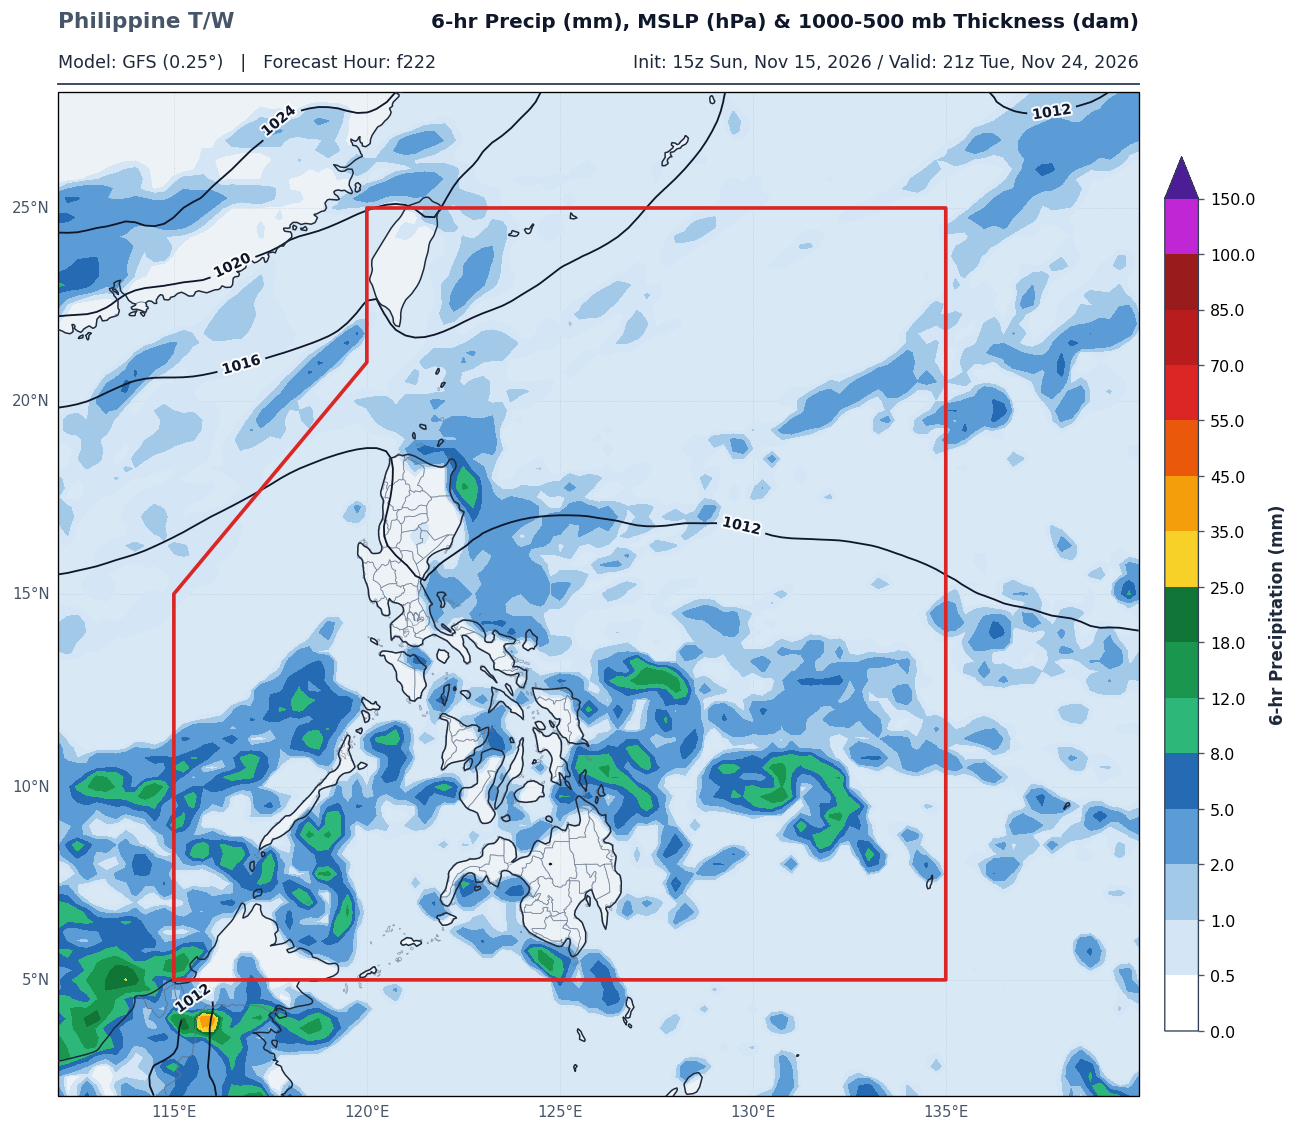 Philippine T/W
6-hr Precip (mm), MSLP (hPa) & 1000-500 mb Thickness (dam)
Model: GFS (0.25°) | Forecast Hour: f222
Init: 15z Sun, Nov 15, 2026 / Valid: 21z Tue, Nov 24, 2026
1024
1012
1020
1016
1012
1012
25°N
20°N
15°N
10°N
5°N
115°E
120°E
125°E
130°E
135°E
150.0
100.0
85.0
70.0
55.0
45.0
35.0
25.0
18.0
12.0
8.0
5.0
2.0
1.0
0.5
0.0
6-hr Precipitation (mm)